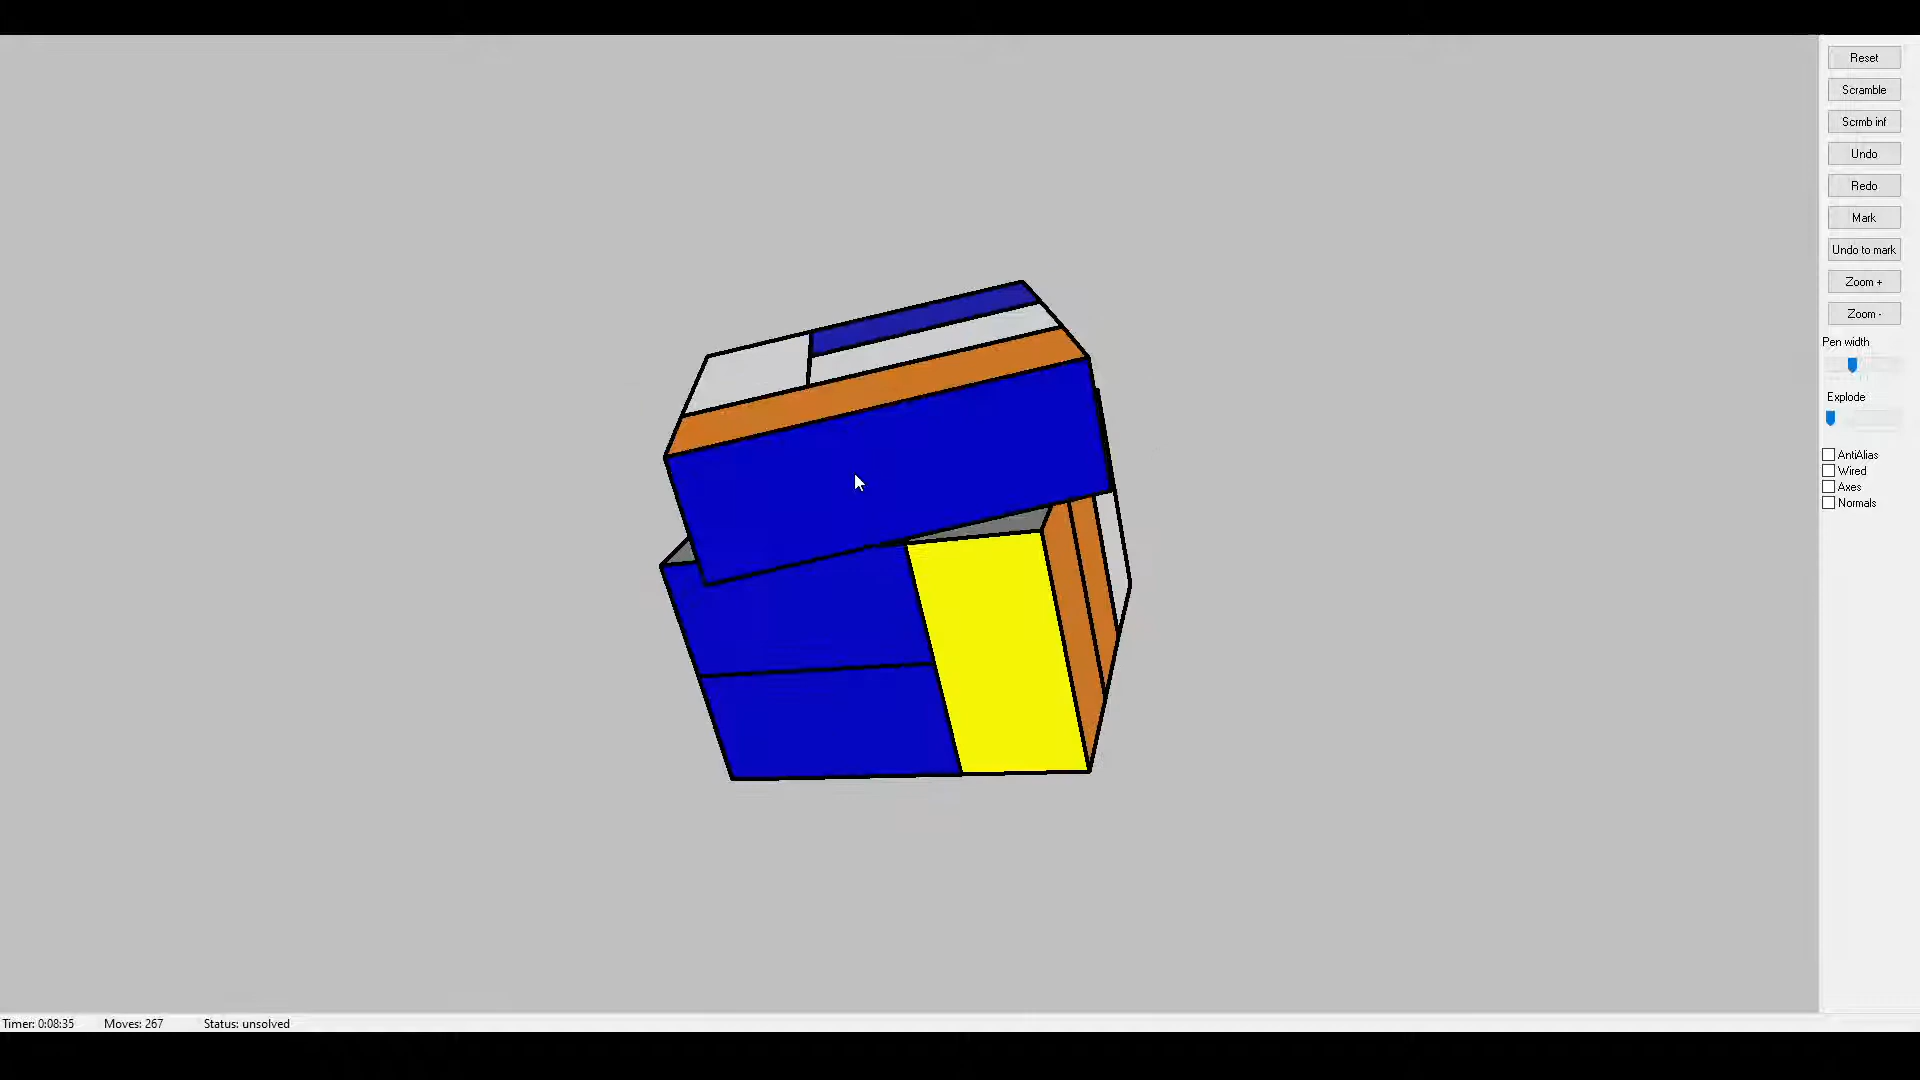 Reset
Scramble
Scrmb inf
Undo
Redo
Mark
Undo to mark
Zoom +
Zoom -
Pen width
Explode
AntiAlias
Wired
Axes
Normals
Timer: 0:08:35 Moves: 267 Status: unsolved